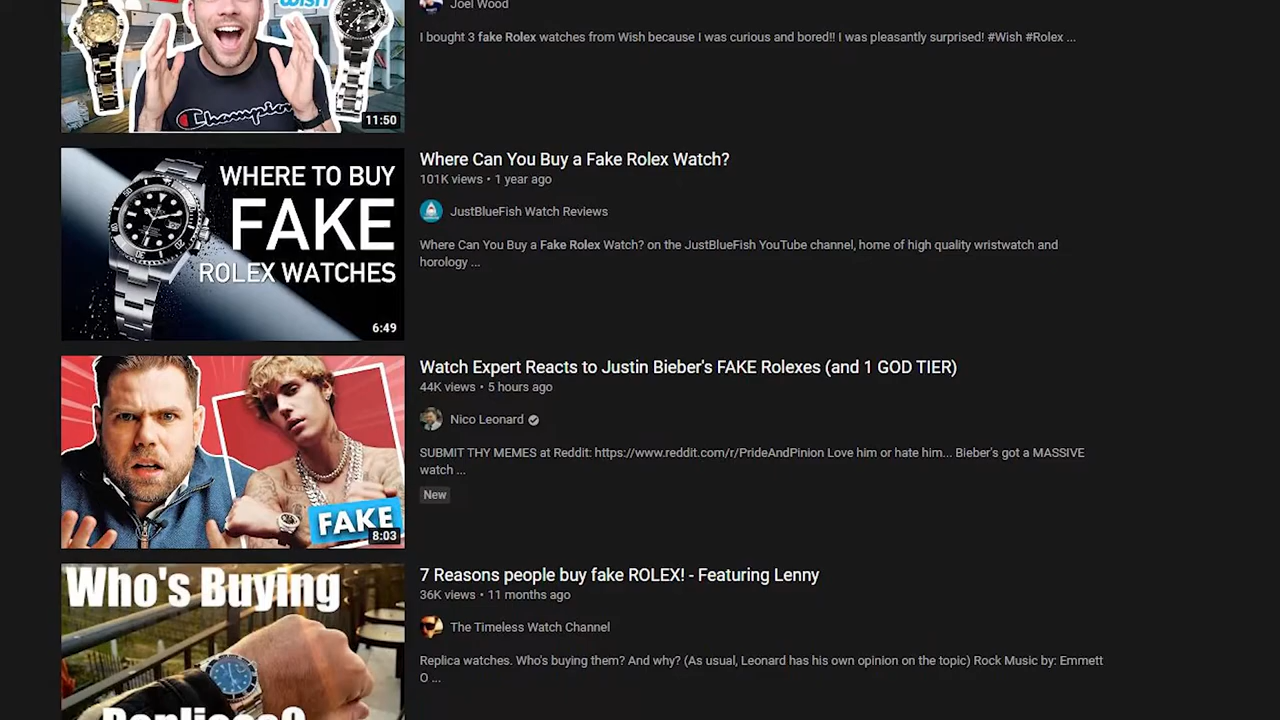 wish
Joel Wood
I bought 3 fake Rolex watches from Wish because I was curious and bored!! I was pleasantly surprised! #Wish #Rolex ...
Champion
11:50
WHERE TO BUY
FAKE
ROLEX WATCHES
6:49
Where Can You Buy a Fake Rolex Watch?
101K views • 1 year ago
JustBlueFish Watch Reviews
Where Can You Buy a Fake Rolex Watch? on the JustBlueFish YouTube channel, home of high quality wristwatch and
horology ...
FAKE
8:03
Watch Expert Reacts to Justin Bieber's FAKE Rolexes (and 1 GOD TIER)
44K views • 5 hours ago
Nico Leonard
SUBMIT THY MEMES at Reddit: https://www.reddit.com/r/PrideAndPinion Love him or hate him... Bieber's got a MASSIVE
watch ...
New
Who's Buying
Replicas?
7 Reasons people buy fake ROLEX! - Featuring Lenny
36K views • 11 months ago
The Timeless Watch Channel
Replica watches. Who's buying them? And why? (As usual, Leonard has his own opinion on the topic) Rock Music by: Emmett
O ...